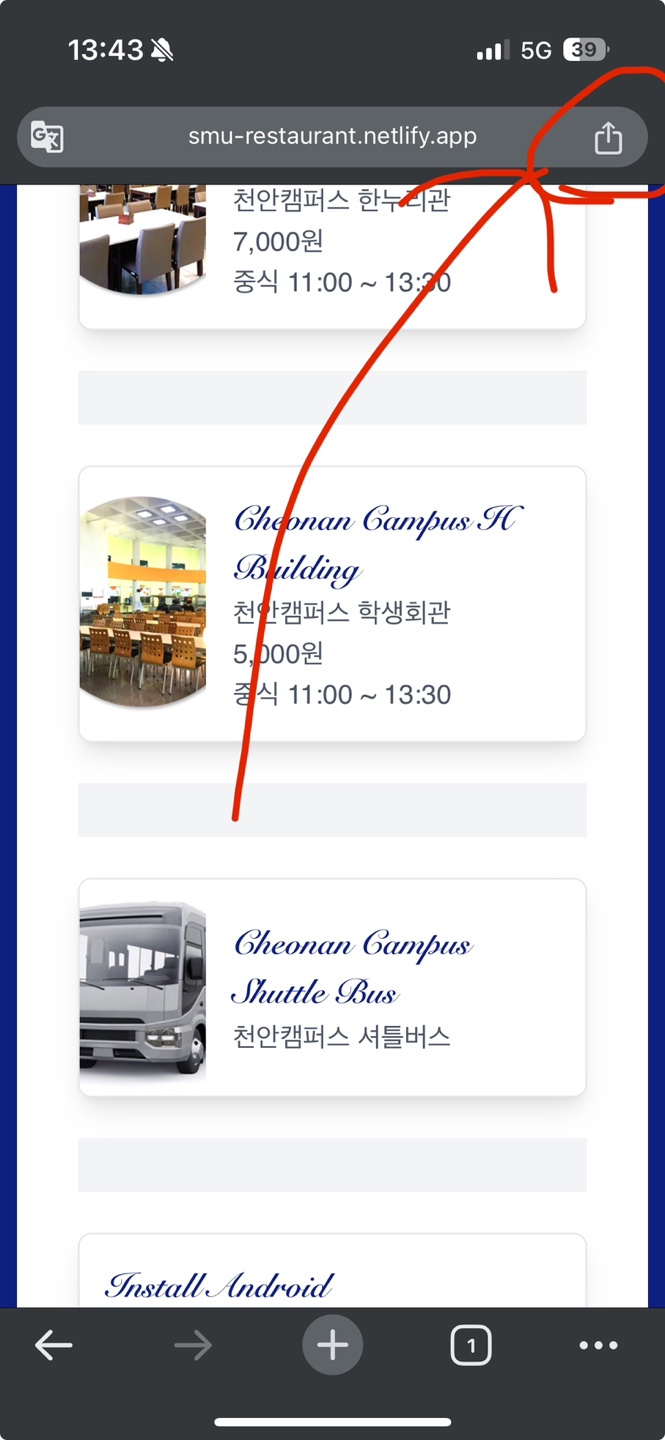 13:43
5G
39
smu-restaurant.netlify.app
천안캠퍼스 한누리관
7,000원
중식 11:00 ~ 13:30
Cheonan Campus H
Building
천안캠퍼스 학생회관
5,000원
중식 11:00 ~ 13:30
Cheonan Campus
Shuttle Bus
천안캠퍼스 셔틀버스
Install Android
1